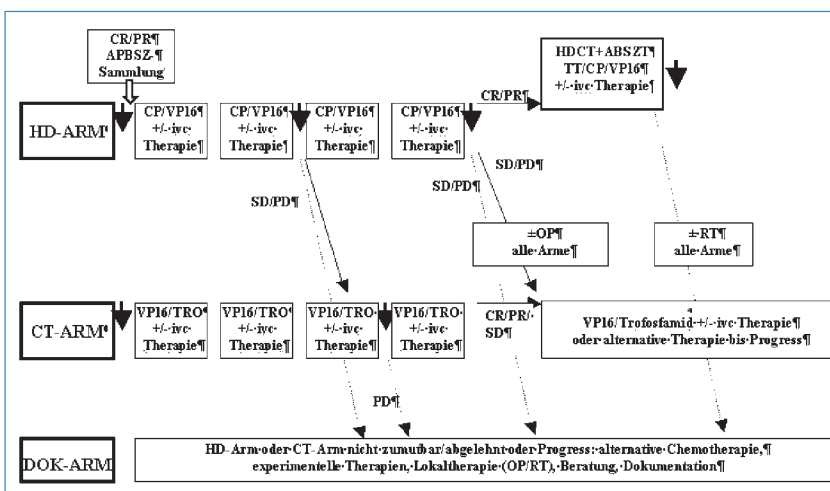 CR/PR¶
APBSZ-¶
Sammlung
HDCT+ABSZT¶
TT/CP/VP16¶
+/-·ivc·Therapie¶
HD-ARM¶
CP/VP16¶
+/-·ivc·
Therapie¶
CP/VP16¶
+/-·ivc·
Therapie¶
CP/VP16¶
+/-·ivc·
Therapie¶
CP/VP16¶
+/-·ivc·
Therapie¶
CR/PR¶
SD/PD¶
SD/PD¶
SD/PD¶
±OP¶
alle·Arme¶
±·RT¶
alle·Arme¶
CT-ARM¶
VP16/TRO¶
+/-·ivc·
Therapie¶
VP16/TRO¶
+/-·ivc·
Therapie¶
VP16/TRO·
+/-·ivc·
Therapie¶
VP16/TRO·
+/-·ivc·
Therapie¶
CR/PR/·
SD¶
VP16/Trofosfamid·+/-·ivc·Therapie¶
oder·alternative·Therapie·bis·Progress¶
PD¶
DOK-ARM
HD-Arm·oder·CT-Arm·nicht·zumutbar/abgelehnt·oder·Progress:·alternative·Chemotherapie,¶
experimentelle·Therapien,·Lokaltherapie·(OP/RT),·Beratung,·Dokumentation¶